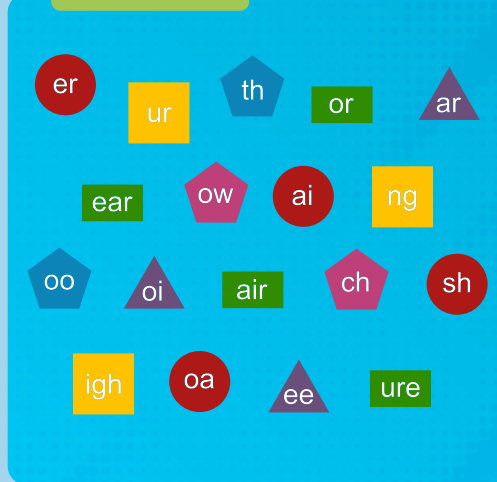 er ur th or ar
ear ow ai ng
oo oi air ch sh
igh oa ee ure